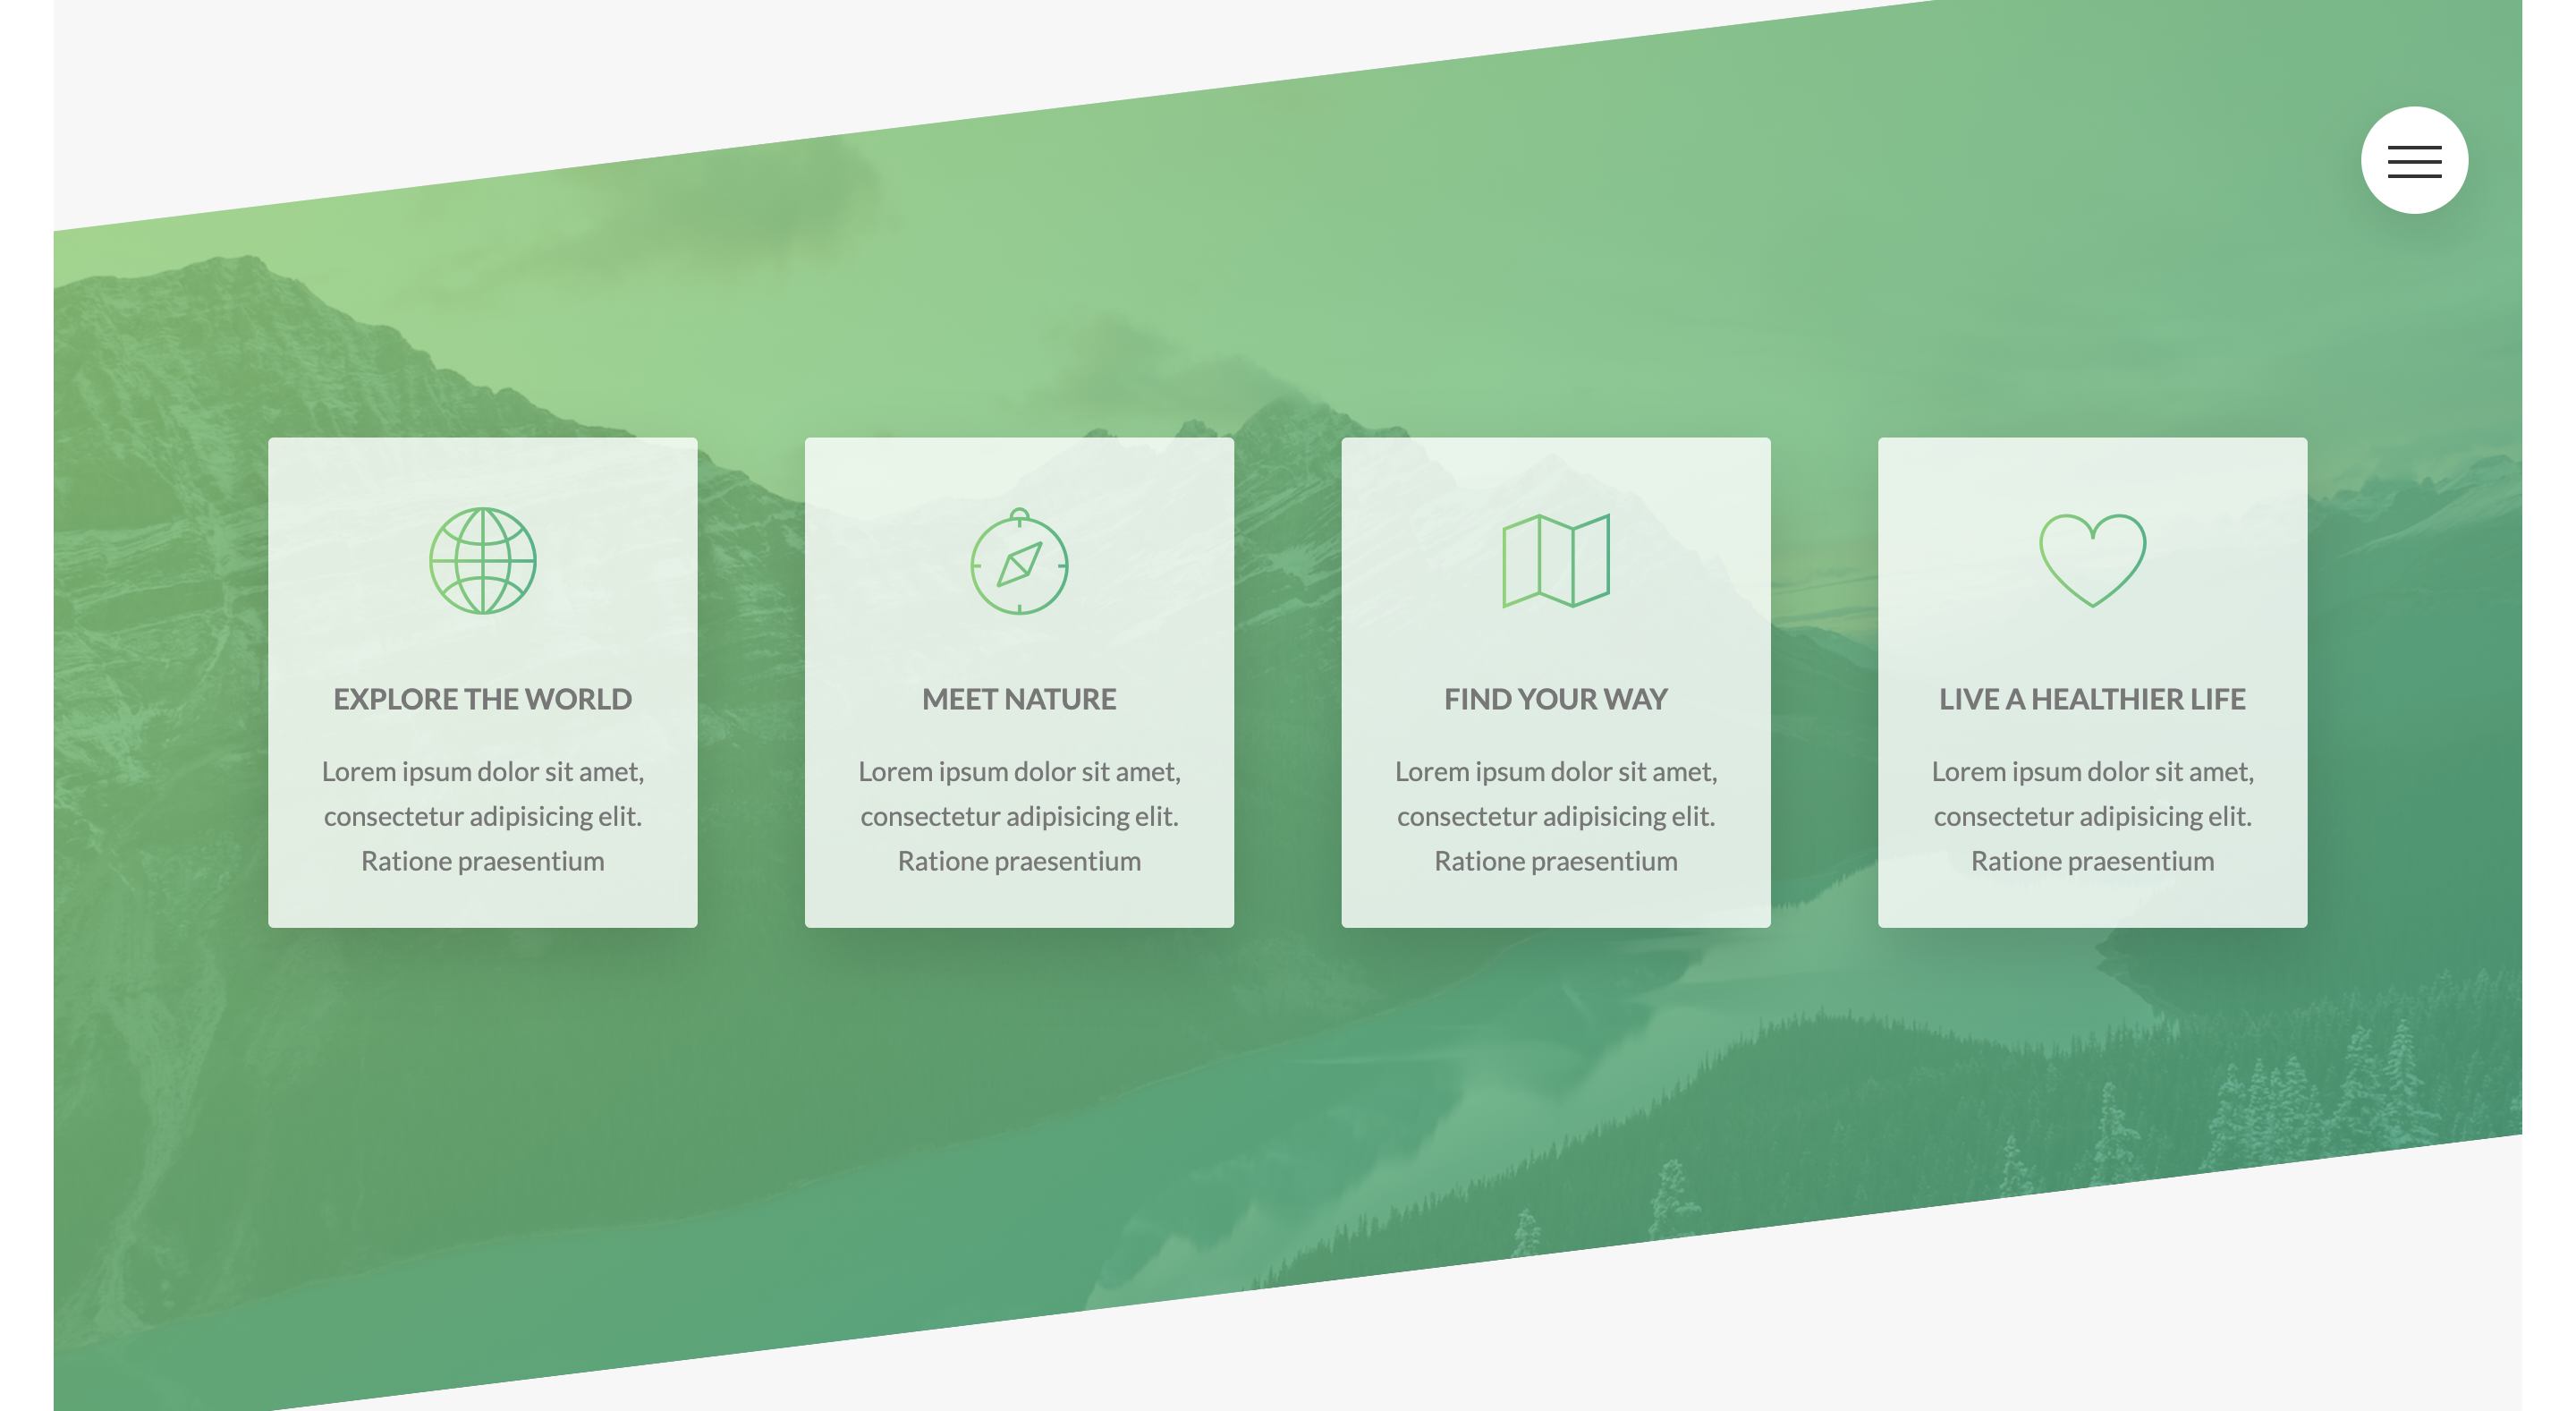 EXPLORE THE WORLD
Lorem ipsum dolor sit amet,
consectetur adipisicing elit.
Ratione praesentium
MEET NATURE
Lorem ipsum dolor sit amet,
consectetur adipisicing elit.
Ratione praesentium
FIND YOUR WAY
Lorem ipsum dolor sit amet,
consectetur adipisicing elit.
Ratione praesentium
LIVE A HEALTHIER LIFE
Lorem ipsum dolor sit amet,
consectetur adipisicing elit.
Ratione praesentium